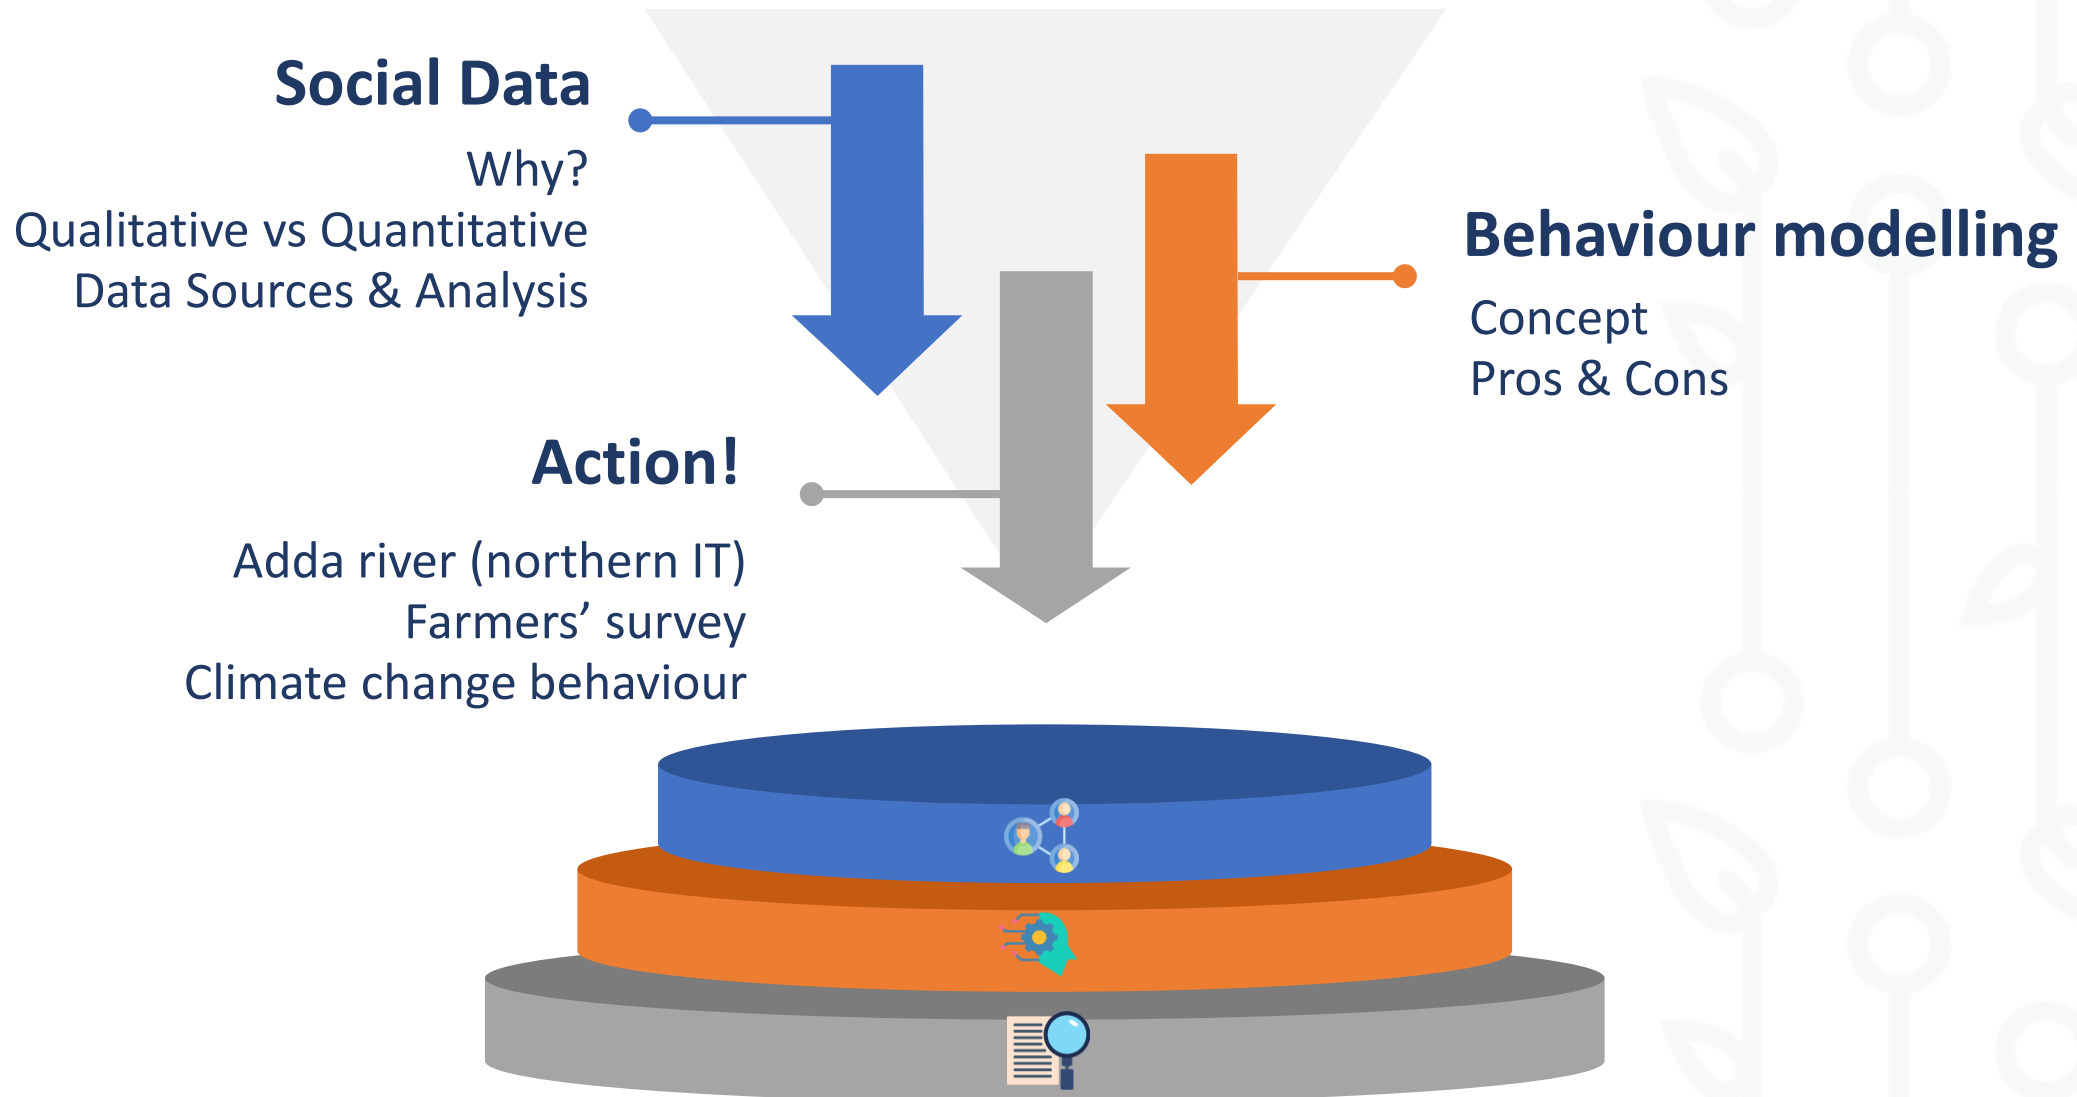 Social Data
Why?
Qualitative vs Quantitative
Data Sources & Analysis
Behaviour modelling
Concept
Pros & Cons
Action!
Adda river (northern IT)
Farmers’ survey
Climate change behaviour